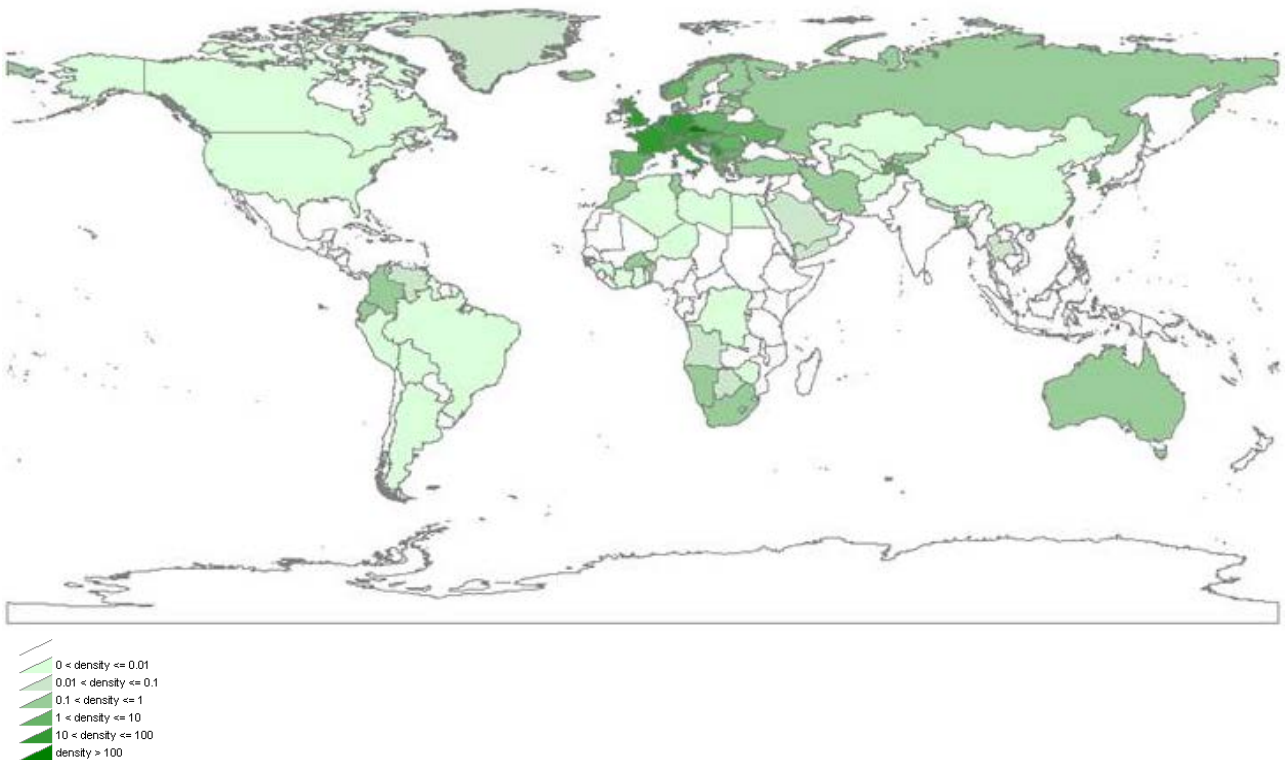 0 < density <= 0.01
0.01 < density <= 0.1
0.1 < density <= 1
1 < density <= 10
10 < density <= 100
density > 100